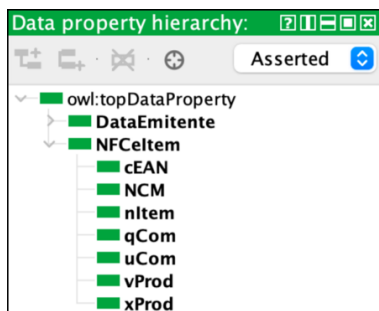 Data property hierarchy:
Asserted
owl:topDataProperty
DataEmitente
NFCeItem
cEAN
NCM
nItem
qCom
uCom
vProd
xProd